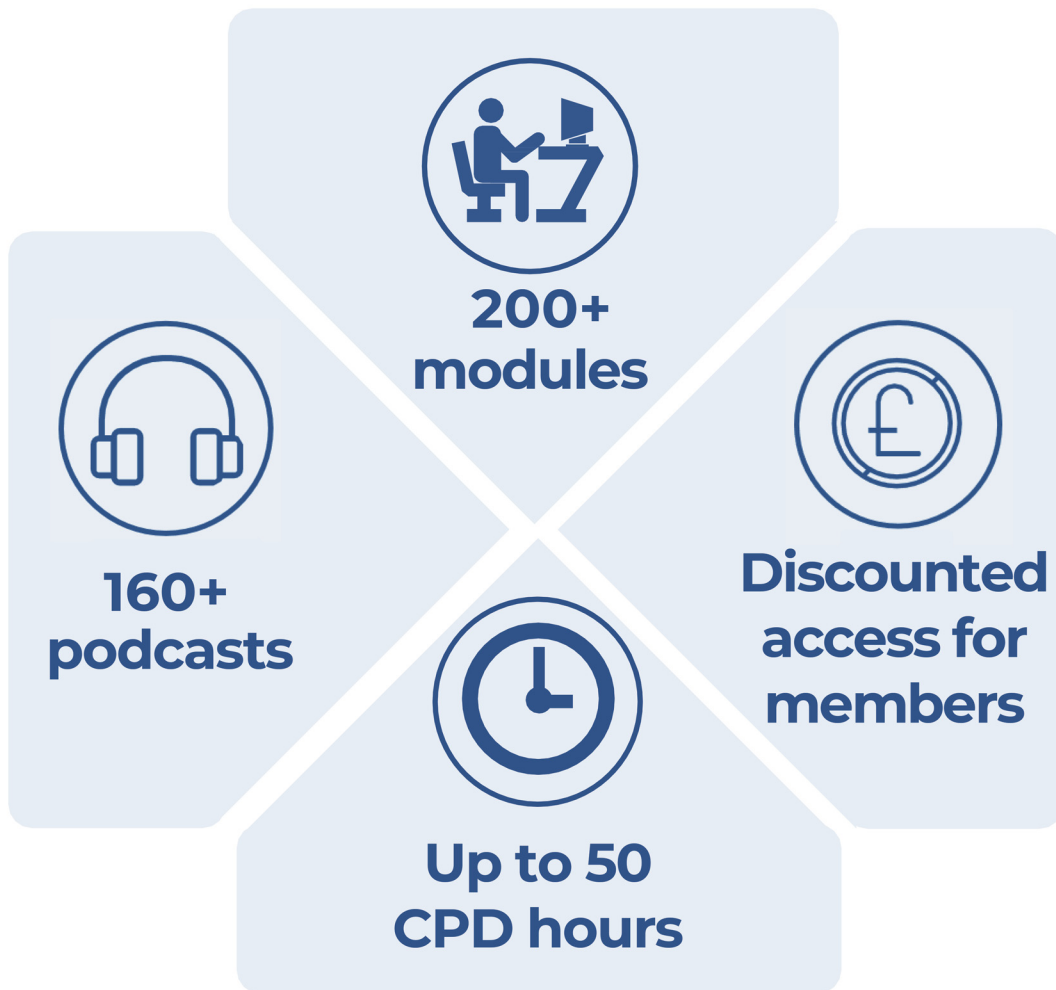 200+
modules
160+
podcasts
£
Discounted
access for
members
Up to 50
CPD hours